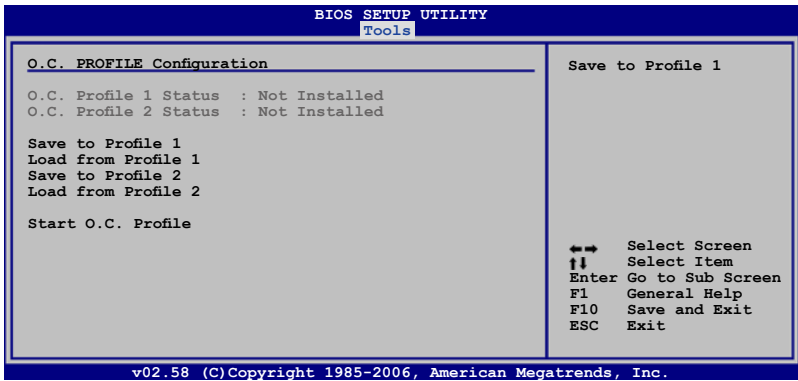 BIOS SETUP UTILITY
Tools
O.C. PROFILE Configuration
O.C. Profile 1 Status : Not Installed
O.C. Profile 2 Status : Not Installed
Save to Profile 1
Load from Profile 1
Save to Profile 2
Load from Profile 2
Start O.C. Profile
Save to Profile 1
←→ Select Screen
↑↓ Select Item
Enter Go to Sub Screen
F1 General Help
F10 Save and Exit
ESC Exit
v02.58 (C)Copyright 1985-2006, American Megatrends, Inc.